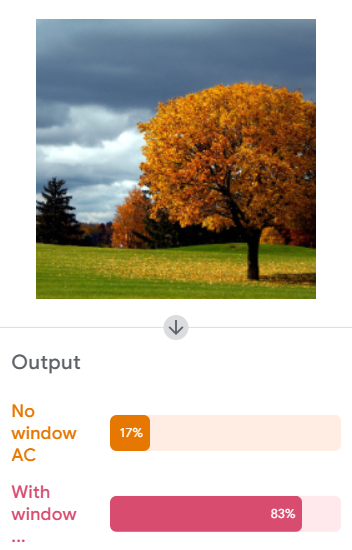 Output
No
window
AC
17%
With
window
...
83%